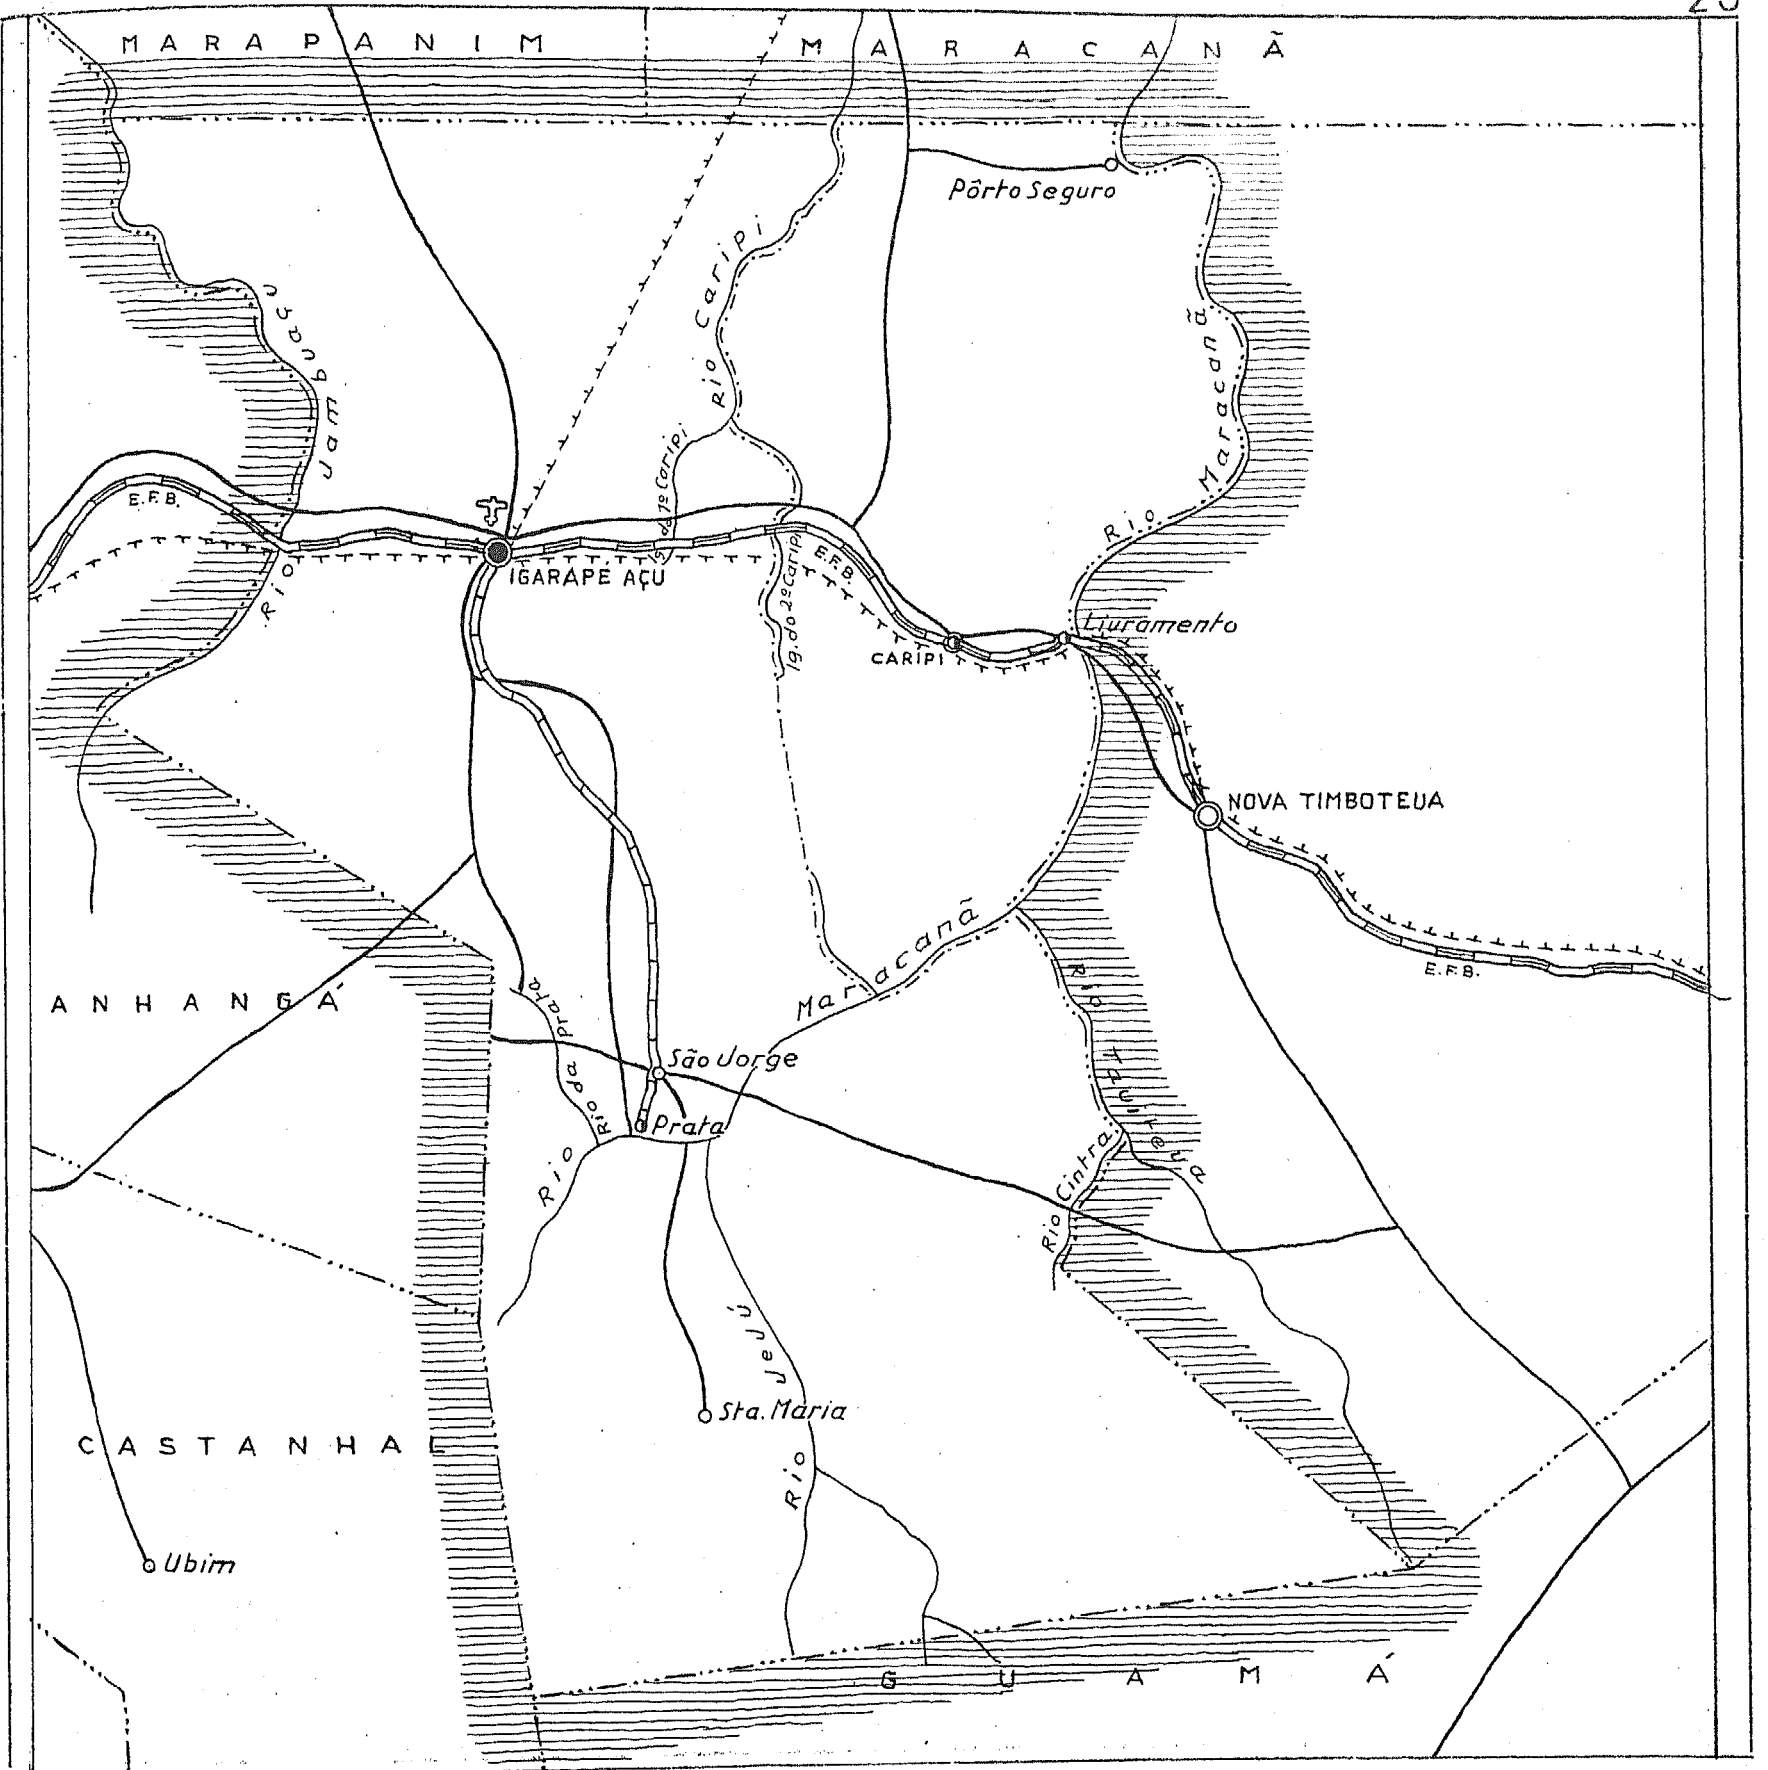 MARAPANIM
MARACANÃ
Pôrto Seguro
Rio Caripi
Rio Jambuaçu
Rio Maracanã
Ig. do 1º Caripi
E.F.B.
IGARAPÉ AÇU
Ig. do 2º Caripi
E.F.B.
CARIPI
Livramento
NOVA TIMBOTEUA
E.F.B.
ANHANGÁ
Rio Maracanã
Rio da Prata
São Jorge
Prata
Rio Taciteua
Rio Cintra
Rio Jejú
Sta. Maria
CASTANHAL
Ubim
GUAMÁ